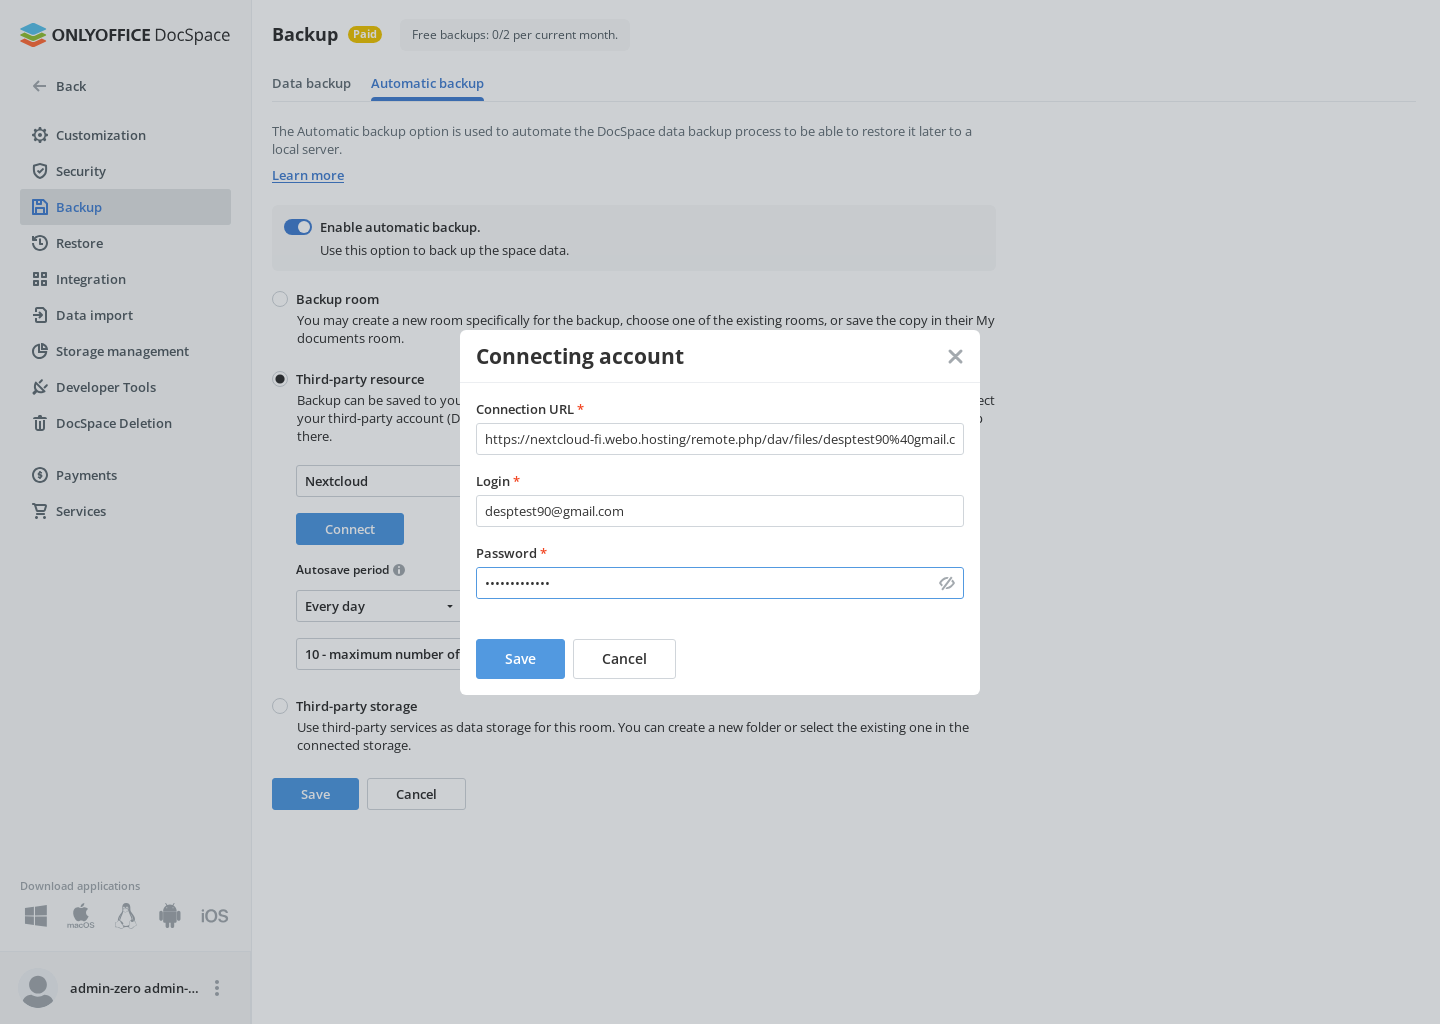 ONLYOFFICE DocSpace
Back
Customization
Security
Backup
Restore
Integration
Data import
Storage management
Developer Tools
DocSpace Deletion
Payments
Services
Download applications
macOS
iOS
admin-zero admin-...
Backup
Paid
Free backups: 0/2 per current month.
Data backup
Automatic backup
The Automatic backup option is used to automate the DocSpace data backup process to be able to restore it later to a
local server.
Learn more
Enable automatic backup.
Use this option to back up the space data.
Backup room
You may create a new room specifically for the backup, choose one of the existing rooms, or save the copy in their My
documents room.
Third-party resource
Backup can be saved to you
ect
your third-party account (D
there.
Nextcloud
Connect
Autosave period
Every day
10 - maximum number of
Third-party storage
Use third-party services as data storage for this room. You can create a new folder or select the existing one in the
connected storage.
Save
Cancel
Connecting account
Connection URL *
https://nextcloud-fi.webo.hosting/remote.php/dav/files/desptest90%40gmail.c
Login *
desptest90@gmail.com
Password *
•••••••••••••
Save
Cancel